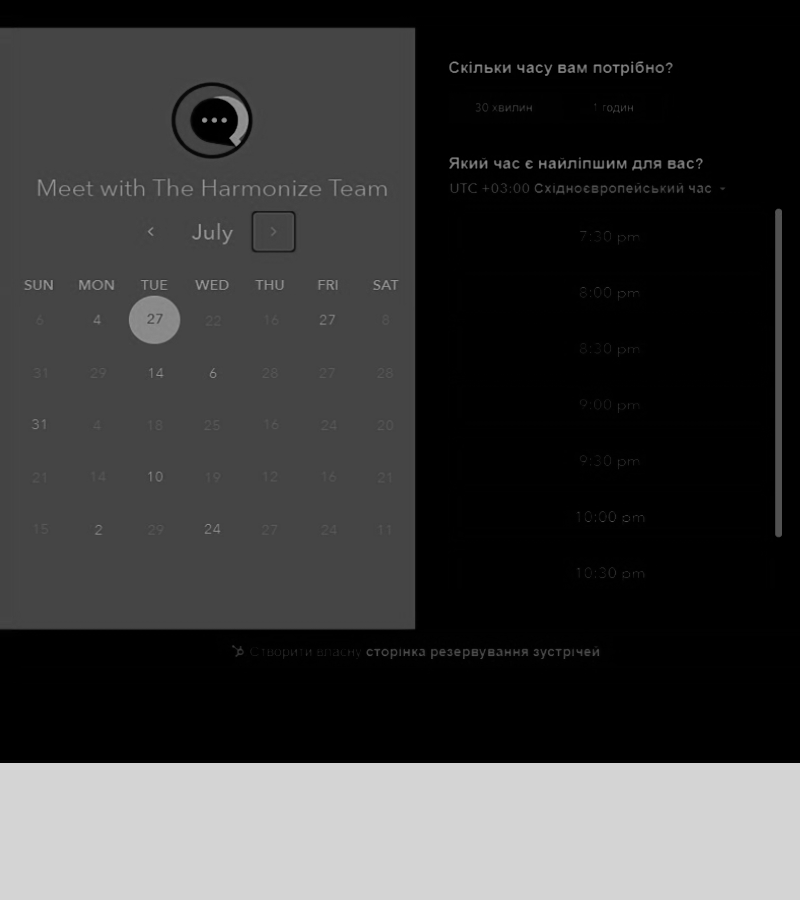 Meet with The Harmonize Team
July
SUN MON TUE WED THU FRI SAT
6 4 27 22 16 27 8
31 29 14 6 28 27 28
31 4 18 25 16 24 20
21 14 10 19 12 16 21
15 2 29 24 27 24 11
Скільки часу вам потрібно?
30 хвилин 1 годин
Який час є найліпшим для вас?
UTC +03:00 Східноєвропейський час
7:30 pm
8:00 pm
8:30 pm
9:00 pm
9:30 pm
10:00 pm
10:30 pm
Створити власну сторінка резервування зустрічей